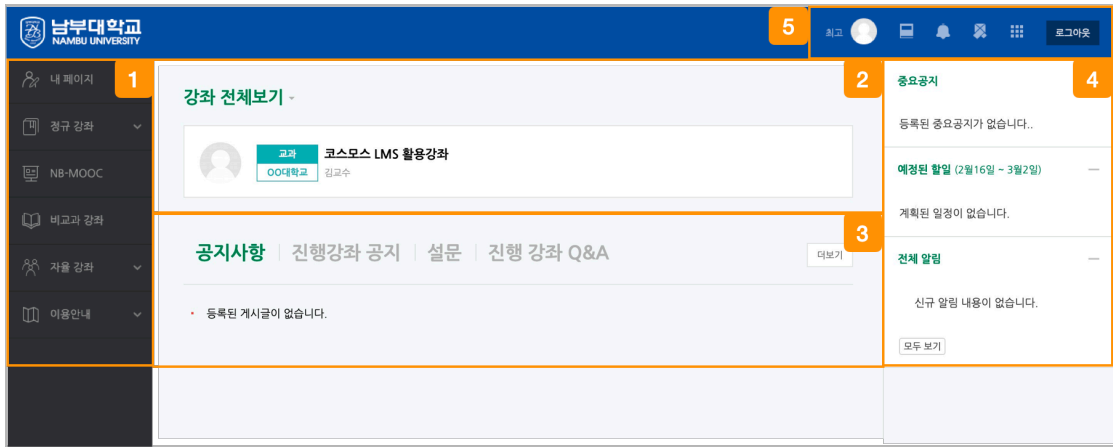 남부대학교
NAMBU UNIVERSITY
5
최고
로그아웃
1
내 페이지
정규 강좌
NB-MOOC
비교과 강좌
자율 강좌
이용안내
2
강좌 전체보기
교과
코스모스 LMS 활용강좌
OO대학교
김교수
3
공지사항
진행강좌 공지
설문
진행 강좌 Q&A
더보기
등록된 게시글이 없습니다.
4
중요공지
등록된 중요공지가 없습니다..
예정된 할일 (2월16일 ~ 3월2일)
계획된 일정이 없습니다.
전체 알림
신규 알림 내용이 없습니다.
모두 보기